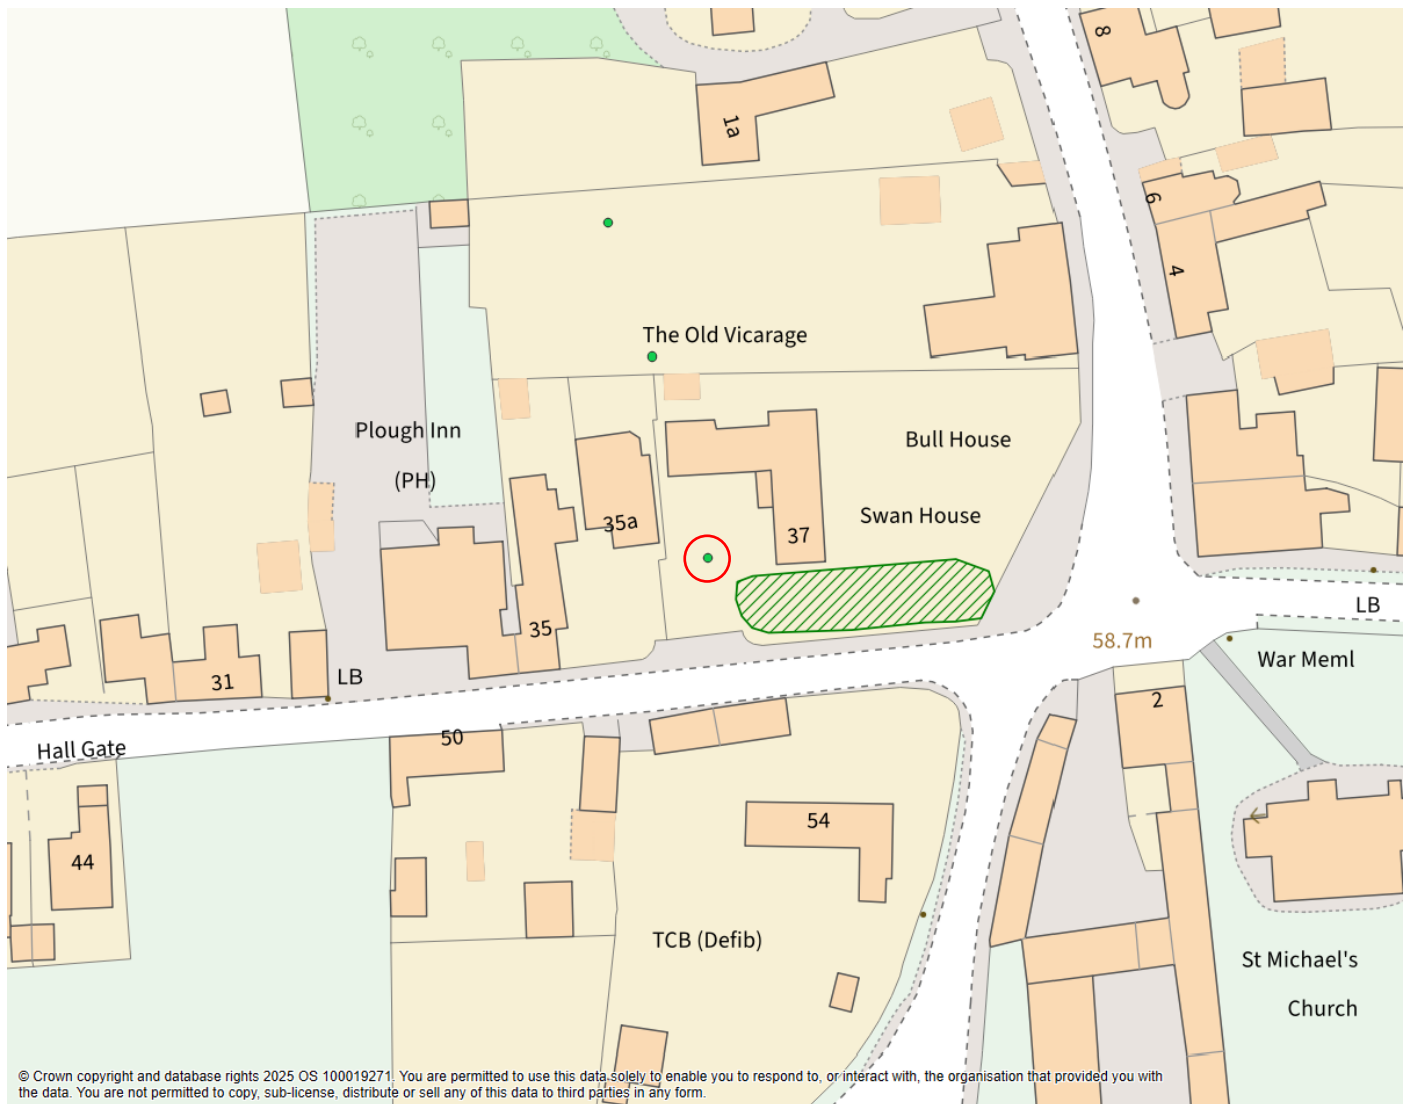 8
1a
6
4
The Old Vicarage
Plough Inn
(PH)
Bull House
Swan House
35a
37
35
LB
58.7m
War Meml
LB
31
2
50
Hall Gate
54
44
TCB (Defib)
St Michael's
Church
© Crown copyright and database rights 2025 OS 100019271. You are permitted to use this data solely to enable you to respond to, or interact with, the organisation that provided you with
the data. You are not permitted to copy, sub-license, distribute or sell any of this data to third parties in any form.